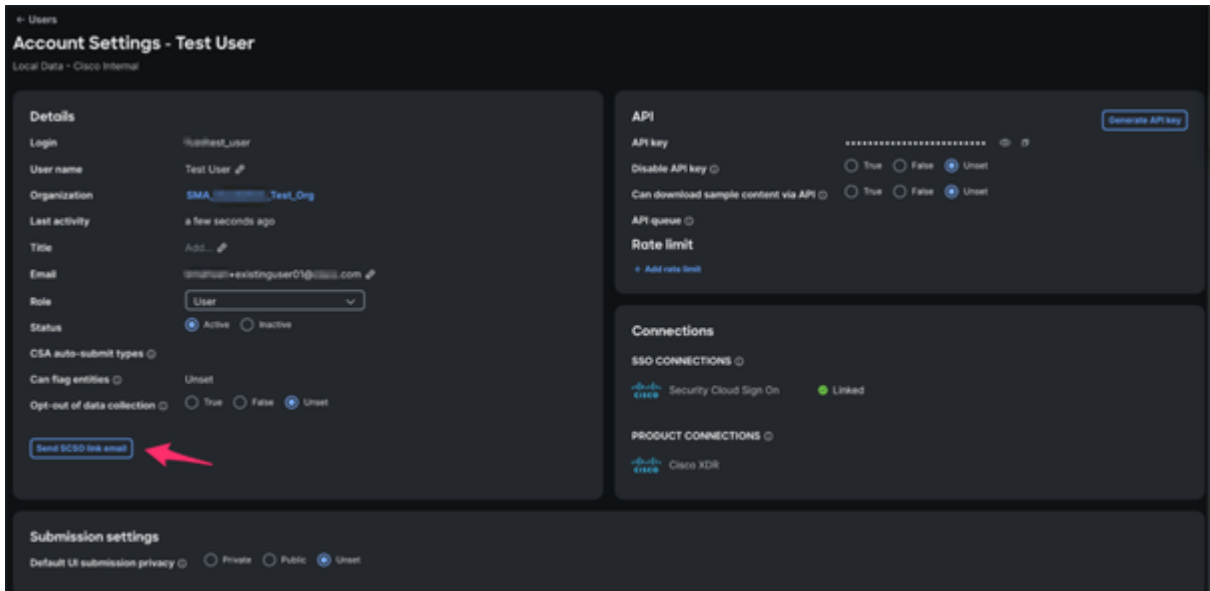 ← Users
Account Settings - Test User
Local Data - Cisco Internal
Details
Login test_user
User name Test User
Organization SMA_ _Test_Org
Last activity a few seconds ago
Title Add...
Email +existinguser01@ .com
Role User
Status Active Inactive
CSA auto-submit types
Can flag entities Unset
Opt-out of data collection True False Unset
Send SCSO link email
API
Generate API key
API key ••••••••••••••••••••••••••
Disable API key True False Unset
Can download sample content via API True False Unset
API queue
Rate limit
+ Add rate limit
Connections
SSO CONNECTIONS
CISCO Security Cloud Sign On Linked
PRODUCT CONNECTIONS
CISCO Cisco XDR
Submission settings
Default UI submission privacy Private Public Unset